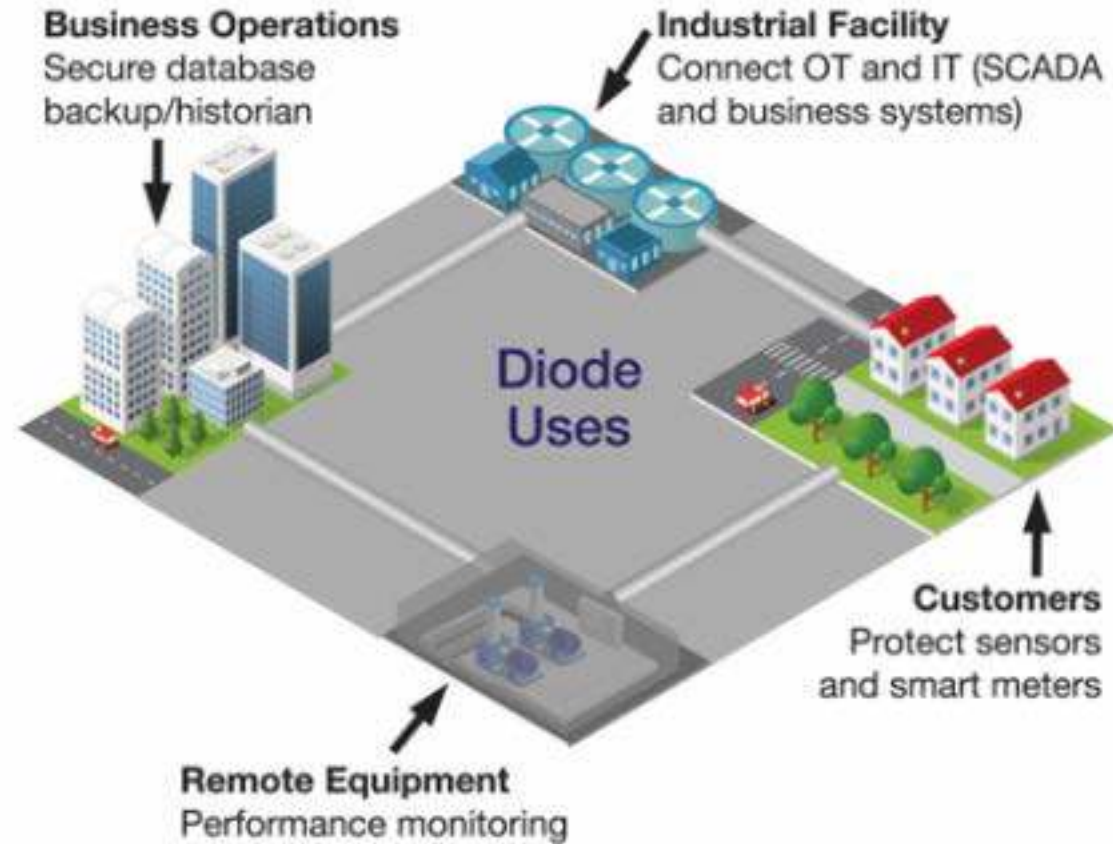 Business Operations
Secure database
backup/historian
Industrial Facility
Connect OT and IT (SCADA
and business systems)
Diode
Uses
Customers
Protect sensors
and smart meters
Remote Equipment
Performance monitoring